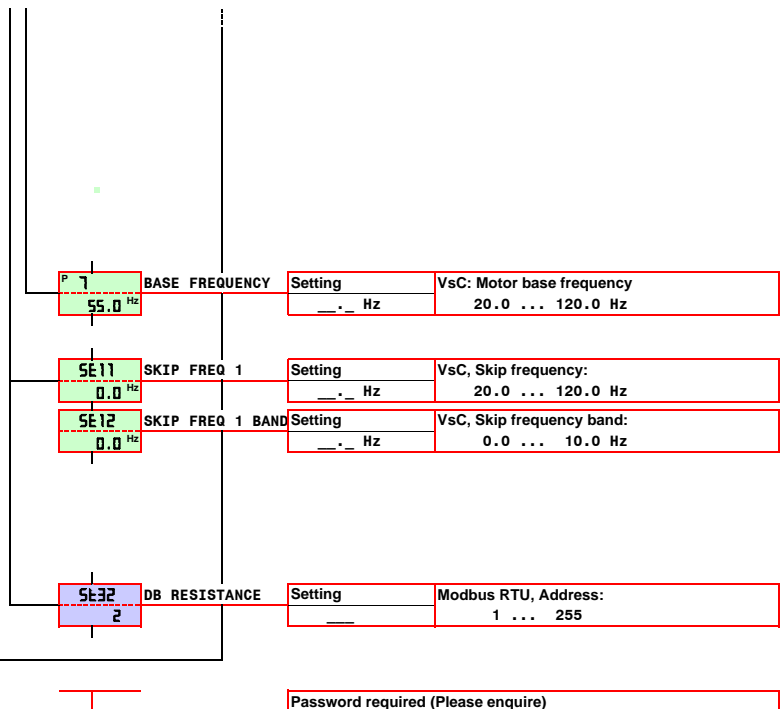 P 7 BASE FREQUENCY Setting VsC: Motor base frequency
55.0 Hz __._ Hz 20.0 ... 120.0 Hz
SE11 SKIP FREQ 1 Setting VsC, Skip frequency:
0.0 Hz __._ Hz 20.0 ... 120.0 Hz
SE12 SKIP FREQ 1 BAND Setting VsC, Skip frequency band:
0.0 Hz __._ Hz 0.0 ... 10.0 Hz
St32 DB RESISTANCE Setting Modbus RTU, Address:
2 ___ 1 ... 255
Password required (Please enquire)